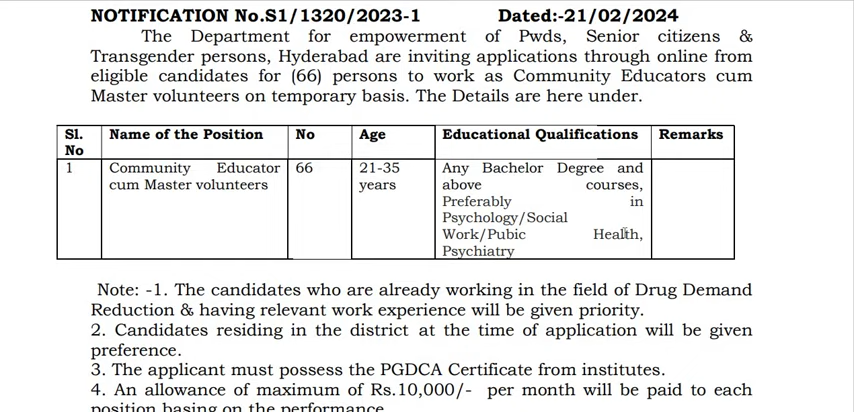 NOTIFICATION No.S1/1320/2023-1 Dated:-21/02/2024
The Department for empowerment of Pwds, Senior citizens &
Transgender persons, Hyderabad are inviting applications through online from
eligible candidates for (66) persons to work as Community Educators cum
Master volunteers on temporary basis. The Details are here under.
Sl. No Name of the Position No Age Educational Qualifications Remarks
1 Community Educator 66 21-35 Any Bachelor Degree and
cum Master volunteers years above courses,
Preferably in
Psychology/Social
Work/Pubic Health,
Psychiatry
Note: -1. The candidates who are already working in the field of Drug Demand
Reduction & having relevant work experience will be given priority.
2. Candidates residing in the district at the time of application will be given
preference.
3. The applicant must possess the PGDCA Certificate from institutes.
4. An allowance of maximum of Rs.10,000/- per month will be paid to each
position basing on the performance.